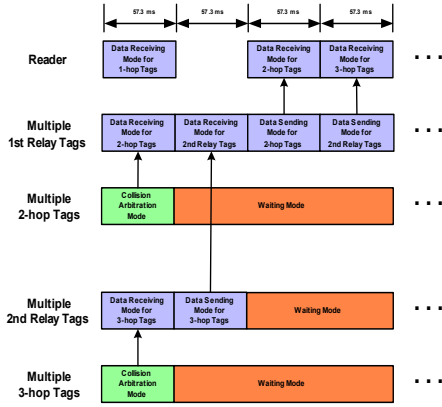 57.3 ms 57.3 ms 57.3 ms 57.3 ms
Reader
Data Receiving
Mode for
1-hop Tags
Data Receiving
Mode for
2-hop Tags
Data Receiving
Mode for
3-hop Tags
. . .
Multiple
1st Relay Tags
Data Receiving
Mode for
2-hop Tags
Data Receiving
Mode for
2nd Relay Tags
Data Sending
Mode for
2-hop Tags
Data Sending
Mode for
2nd Relay Tags
. . .
Multiple
2-hop Tags
Collision
Arbitration
Mode
Waiting Mode
. . .
Multiple
2nd Relay Tags
Data Receiving
Mode for
3-hop Tags
Data Sending
Mode for
3-hop Tags
Waiting Mode
. . .
Multiple
3-hop Tags
Collision
Arbitration
Mode
Waiting Mode
. . .